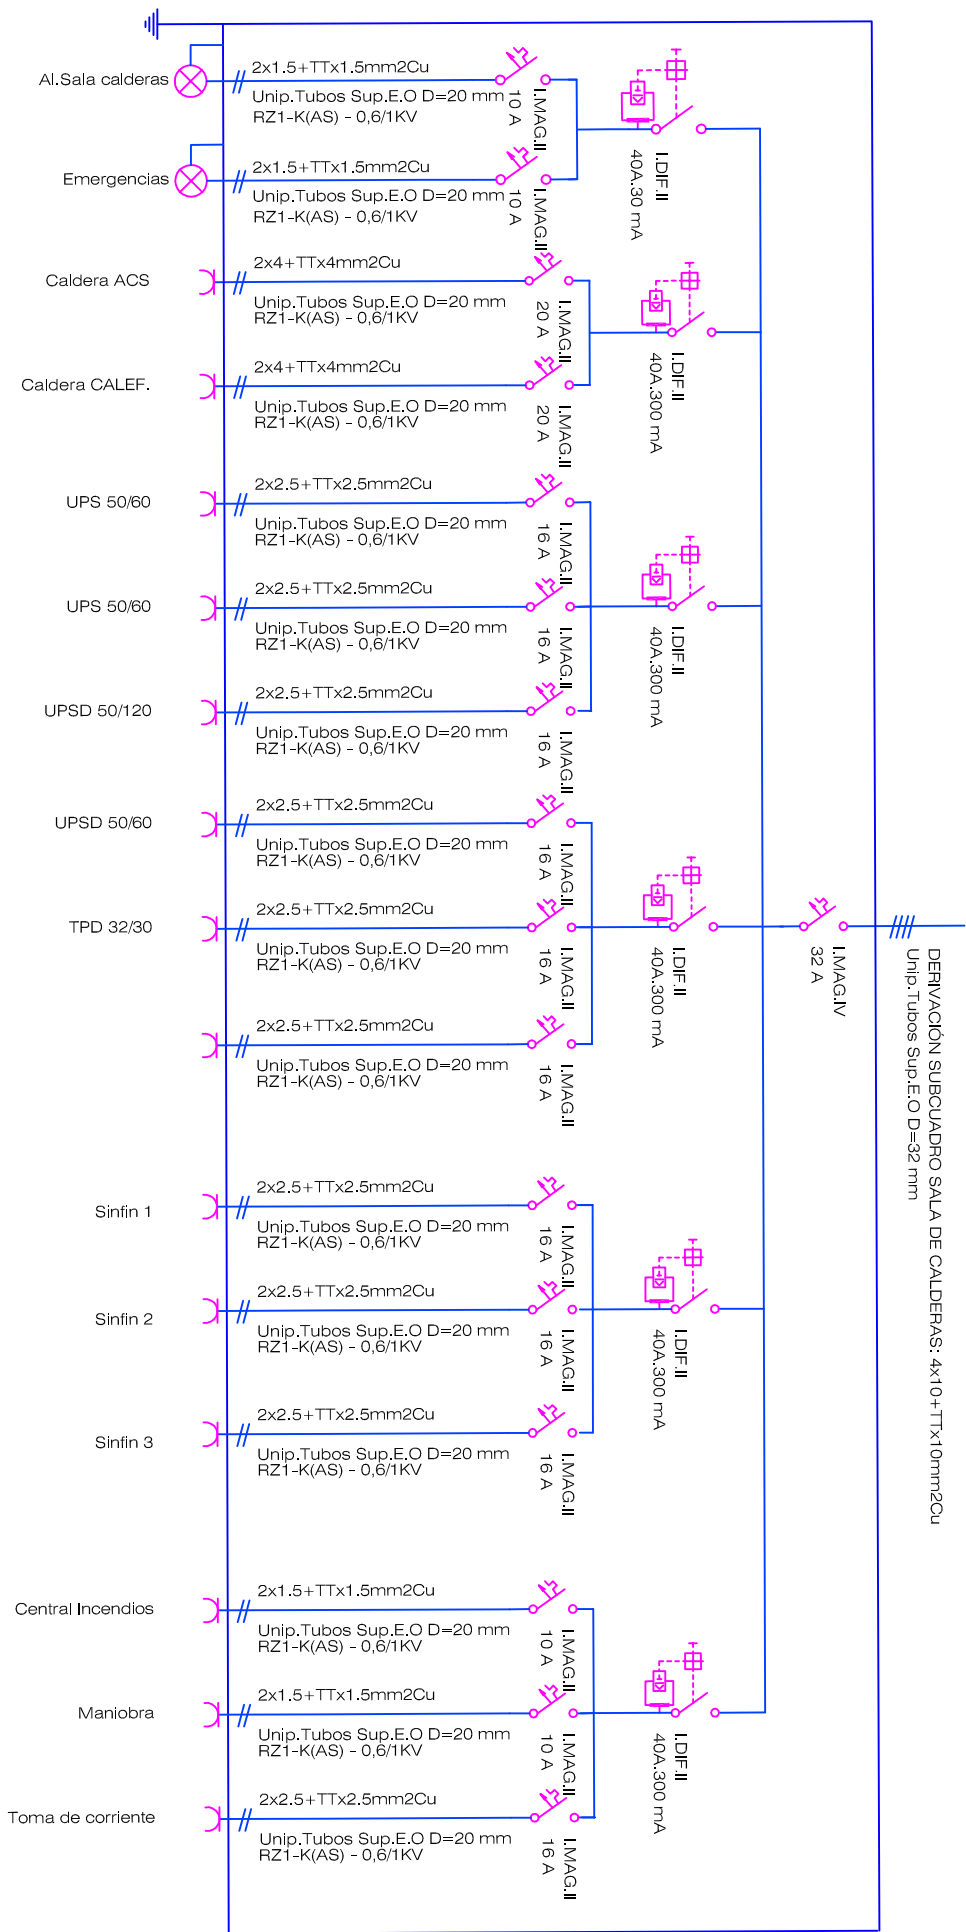 Al.Sala calderas
2x1.5+TTx1.5mm2Cu
Unip.Tubos Sup.E.O D=20 mm
RZ1-K(AS) - 0,6/1KV
I.MAG.II
10 A
I.DIF.II
40A.30 mA
Emergencias
2x1.5+TTx1.5mm2Cu
Unip.Tubos Sup.E.O D=20 mm
RZ1-K(AS) - 0,6/1KV
I.MAG.II
10 A
Caldera ACS
2x4+TTx4mm2Cu
Unip.Tubos Sup.E.O D=20 mm
RZ1-K(AS) - 0,6/1KV
I.MAG.II
20 A
I.DIF.II
40A.300 mA
Caldera CALEF.
2x4+TTx4mm2Cu
Unip.Tubos Sup.E.O D=20 mm
RZ1-K(AS) - 0,6/1KV
I.MAG.II
20 A
UPS 50/60
2x2.5+TTx2.5mm2Cu
Unip.Tubos Sup.E.O D=20 mm
RZ1-K(AS) - 0,6/1KV
I.MAG.II
16 A
UPS 50/60
2x2.5+TTx2.5mm2Cu
Unip.Tubos Sup.E.O D=20 mm
RZ1-K(AS) - 0,6/1KV
I.MAG.II
16 A
I.DIF.II
40A.300 mA
UPSD 50/120
2x2.5+TTx2.5mm2Cu
Unip.Tubos Sup.E.O D=20 mm
RZ1-K(AS) - 0,6/1KV
I.MAG.II
16 A
UPSD 50/60
2x2.5+TTx2.5mm2Cu
Unip.Tubos Sup.E.O D=20 mm
RZ1-K(AS) - 0,6/1KV
I.MAG.II
16 A
TPD 32/30
2x2.5+TTx2.5mm2Cu
Unip.Tubos Sup.E.O D=20 mm
RZ1-K(AS) - 0,6/1KV
I.MAG.II
16 A
I.DIF.II
40A.300 mA
I.MAG.IV
32 A
DERIVACIÓN SUBCUADRO SALA DE CALDERAS: 4x10+TTx10mm2Cu
Unip.Tubos Sup.E.O D=32 mm
2x2.5+TTx2.5mm2Cu
Unip.Tubos Sup.E.O D=20 mm
RZ1-K(AS) - 0,6/1KV
I.MAG.II
16 A
Sinfin 1
2x2.5+TTx2.5mm2Cu
Unip.Tubos Sup.E.O D=20 mm
RZ1-K(AS) - 0,6/1KV
I.MAG.II
16 A
Sinfin 2
2x2.5+TTx2.5mm2Cu
Unip.Tubos Sup.E.O D=20 mm
RZ1-K(AS) - 0,6/1KV
I.MAG.II
16 A
I.DIF.II
40A.300 mA
Sinfin 3
2x2.5+TTx2.5mm2Cu
Unip.Tubos Sup.E.O D=20 mm
RZ1-K(AS) - 0,6/1KV
I.MAG.II
16 A
Central Incendios
2x1.5+TTx1.5mm2Cu
Unip.Tubos Sup.E.O D=20 mm
RZ1-K(AS) - 0,6/1KV
I.MAG.II
10 A
Maniobra
2x1.5+TTx1.5mm2Cu
Unip.Tubos Sup.E.O D=20 mm
RZ1-K(AS) - 0,6/1KV
I.MAG.II
10 A
I.DIF.II
40A.300 mA
Toma de corriente
2x2.5+TTx2.5mm2Cu
Unip.Tubos Sup.E.O D=20 mm
RZ1-K(AS) - 0,6/1KV
I.MAG.II
16 A